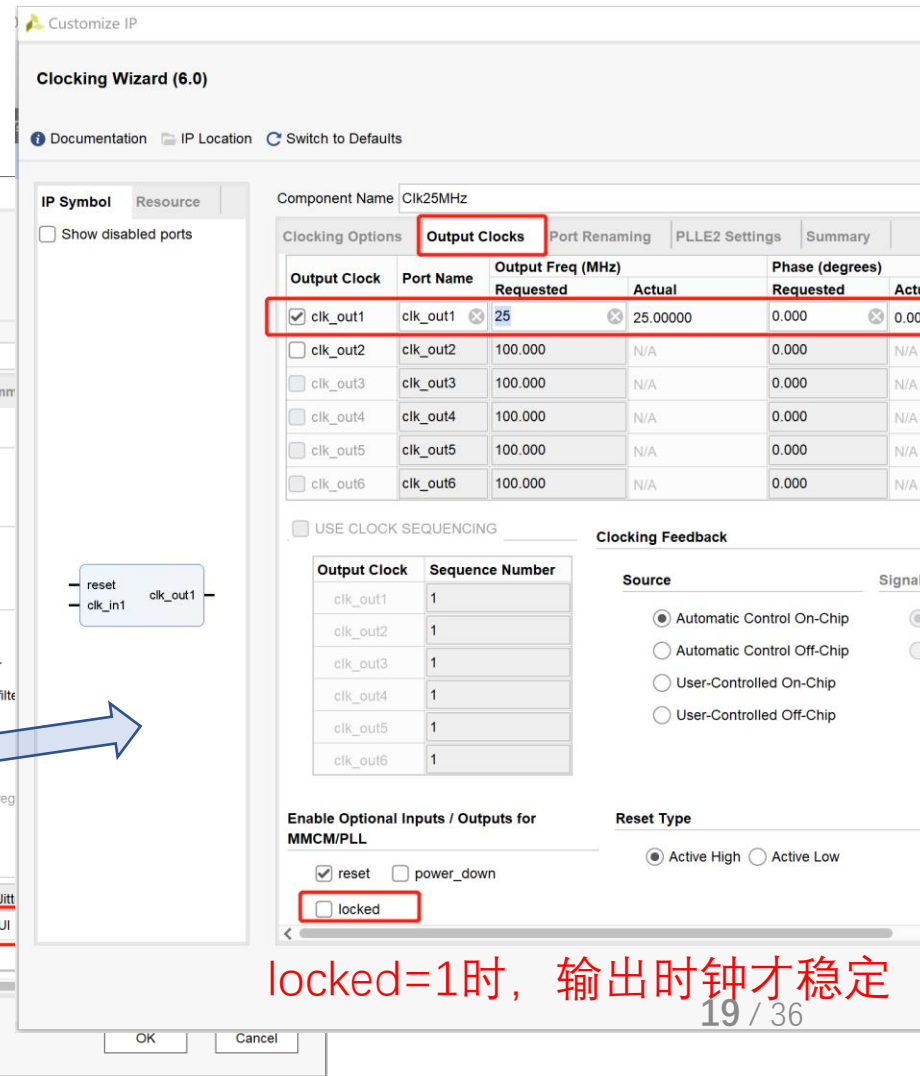 Customize IP
Clocking Wizard (6.0)
Documentation IP Location Switch to Defaults
IP Symbol Resource
Show disabled ports
reset
clk_in1
clk_out1
Component Name Clk25MHz
Clocking Options Output Clocks Port Renaming PLLE2 Settings Summary
Output Clock Port Name Output Freq (MHz) Phase (degrees)
Requested Actual Requested
clk_out1 clk_out1 25 25.00000 0.000
clk_out2 clk_out2 100.000 N/A 0.000 N/A
clk_out3 clk_out3 100.000 N/A 0.000 N/A
clk_out4 clk_out4 100.000 N/A 0.000 N/A
clk_out5 clk_out5 100.000 N/A 0.000 N/A
clk_out6 clk_out6 100.000 N/A 0.000 N/A
USE CLOCK SEQUENCING
Output Clock Sequence Number
clk_out1 1
clk_out2 1
clk_out3 1
clk_out4 1
clk_out5 1
clk_out6 1
Clocking Feedback
Source
Automatic Control On-Chip
Automatic Control Off-Chip
User-Controlled On-Chip
User-Controlled Off-Chip
Enable Optional Inputs / Outputs for
MMCM/PLL
reset power_down
locked
Reset Type
Active High Active Low
locked=1时，输出时钟才稳定
19 / 36
OK Cancel